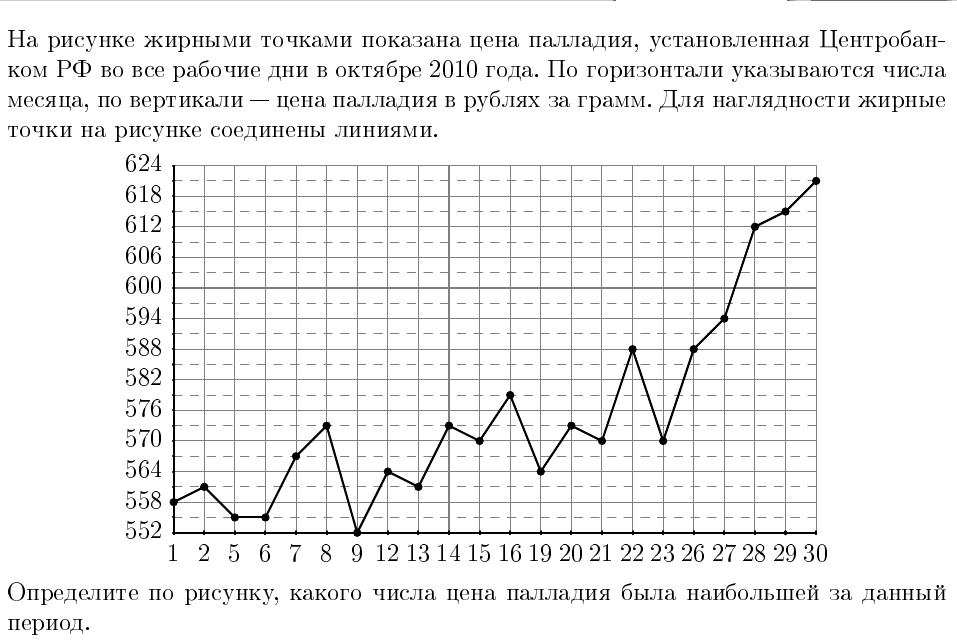 На рисунке жирными точками показана цена палладия, установленная Центробан-
ком РФ во все рабочие дни в октябре 2010 года. По горизонтали указываются числа
месяца, по вертикали — цена палладия в рублях за грамм. Для наглядности жирные
точки на рисунке соединены линиями.
624
618
612
606
600
594
588
582
576
570
564
558
552
1 2 5 6 7 8 9 12 13 14 15 16 19 20 21 22 23 26 27 28 29 30
Определите по рисунку, какого числа цена палладия была наибольшей за данный
период.